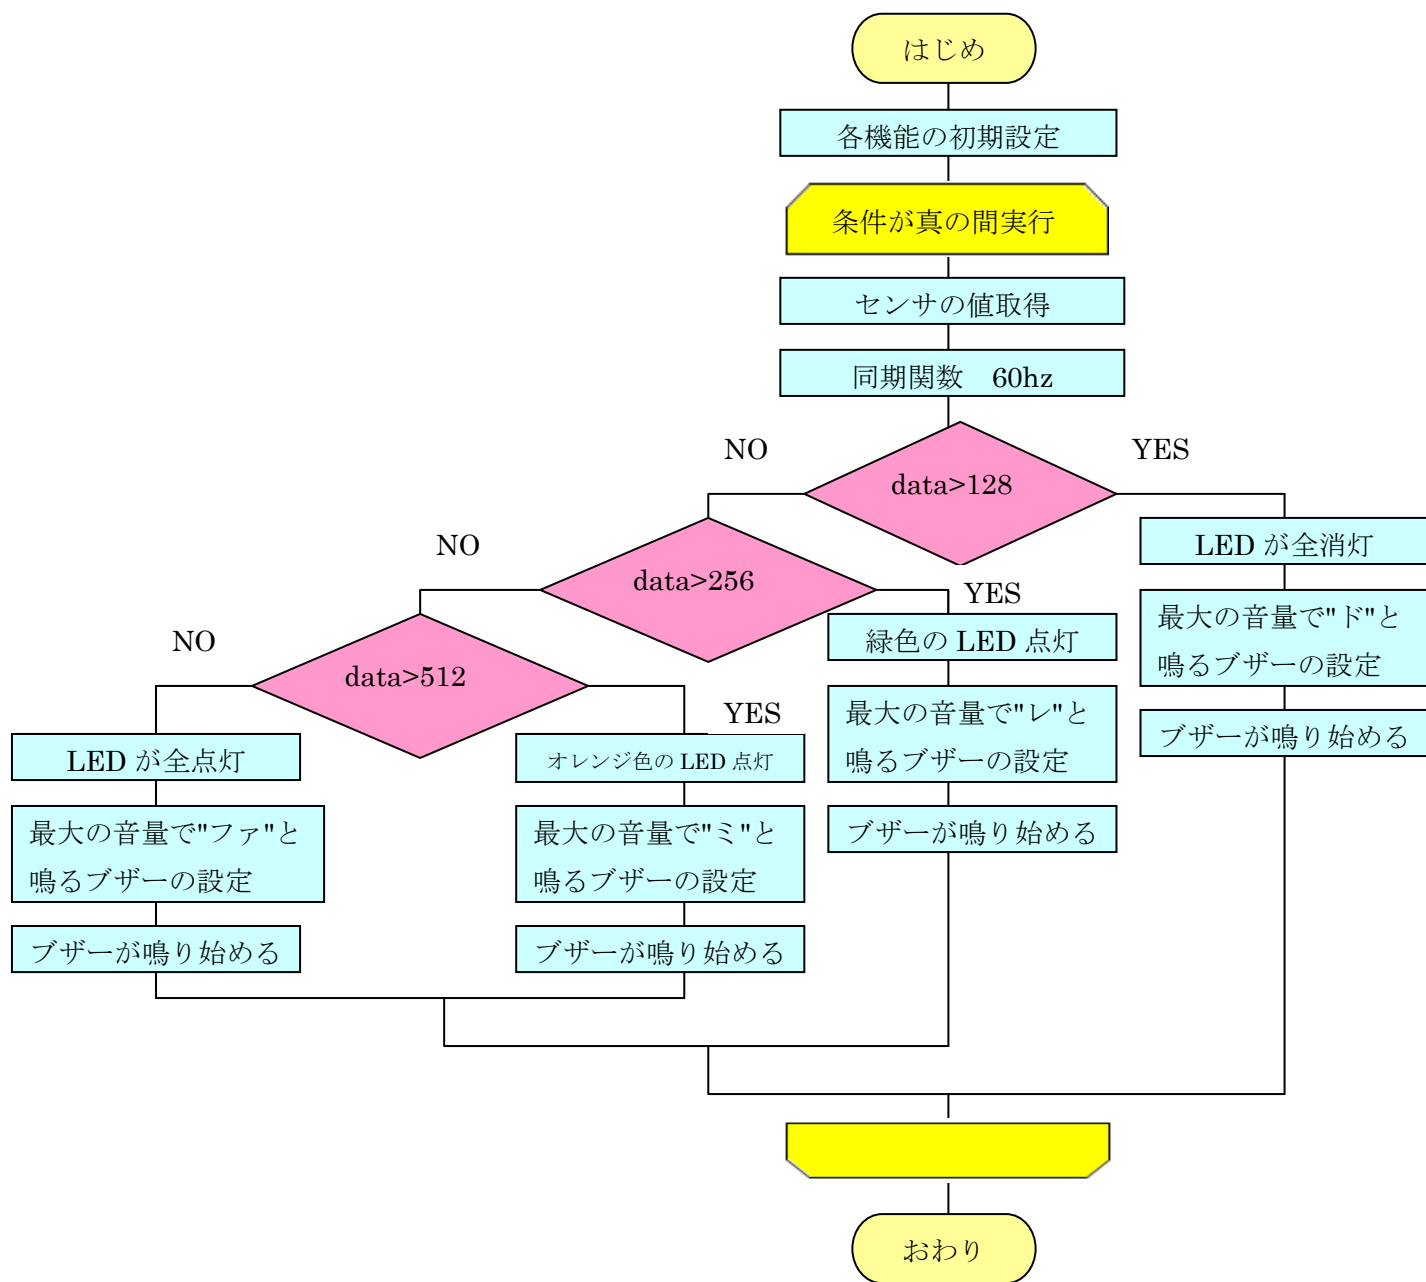 はじめ
各機能の初期設定
条件が真の間実行
センサの値取得
同期関数　60hz
NO
YES
data>128
NO
LED が全消灯
data>256
YES
最大の音量で"ド"と
鳴るブザーの設定
NO
緑色の LED 点灯
data>512
YES
最大の音量で"レ"と
鳴るブザーの設定
ブザーが鳴り始める
LED が全点灯
オレンジ色の LED 点灯
最大の音量で"ファ"と
鳴るブザーの設定
最大の音量で"ミ"と
鳴るブザーの設定
ブザーが鳴り始める
ブザーが鳴り始める
ブザーが鳴り始める
おわり